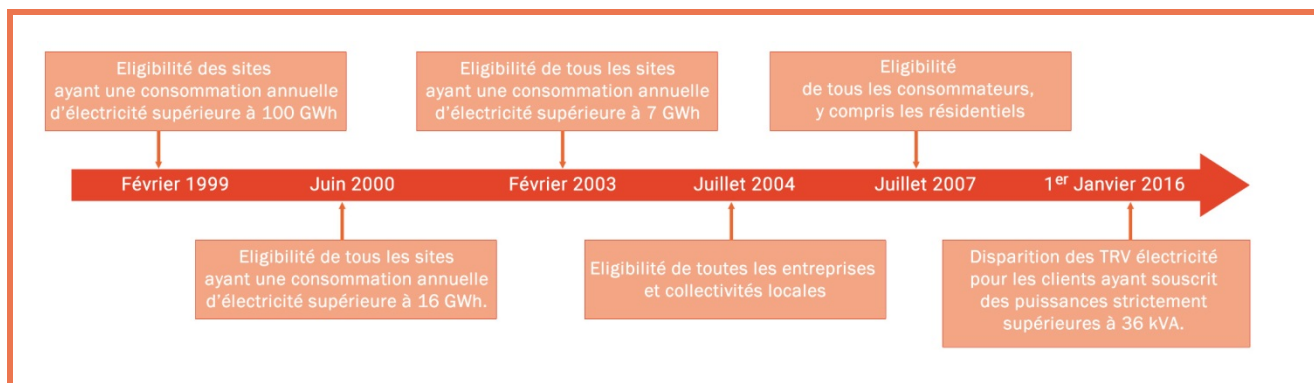 Eligibilité des sites
ayant une consommation annuelle
d'électricité supérieure à 100 GWh
Eligibilité de tous les sites
ayant une consommation annuelle
d'électricité supérieure à 7 GWh
Eligibilité
de tous les consommateurs,
y compris les résidentiels
Février 1999
Juin 2000
Février 2003
Juillet 2004
Juillet 2007
1er Janvier 2016
Eligibilité de tous les sites
ayant une consommation annuelle
d'électricité supérieure à 16 GWh.
Eligibilité de toutes les entreprises
et collectivités locales
Disparition des TRV électricité
pour les clients ayant souscrit
des puissances strictement
supérieures à 36 kVA.